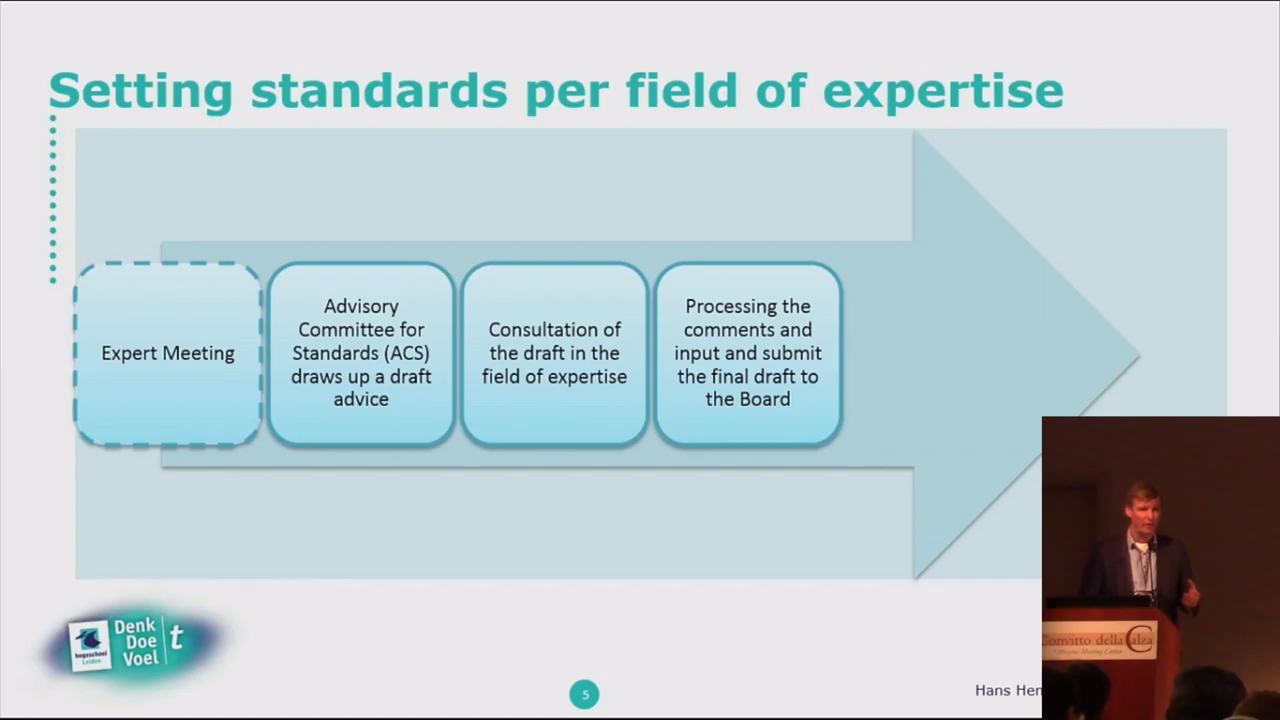 Setting standards per field of expertise
Expert Meeting
Advisory
Committee for
Standards (ACS)
draws up a draft
advice
Consultation of
the draft in the
field of expertise
Processing the
comments and
input and submit
the final draft to
the Board
hogeschool
Leiden
Denk
Doe
Voel
t
5
Hans Hen
Convitto della Calza